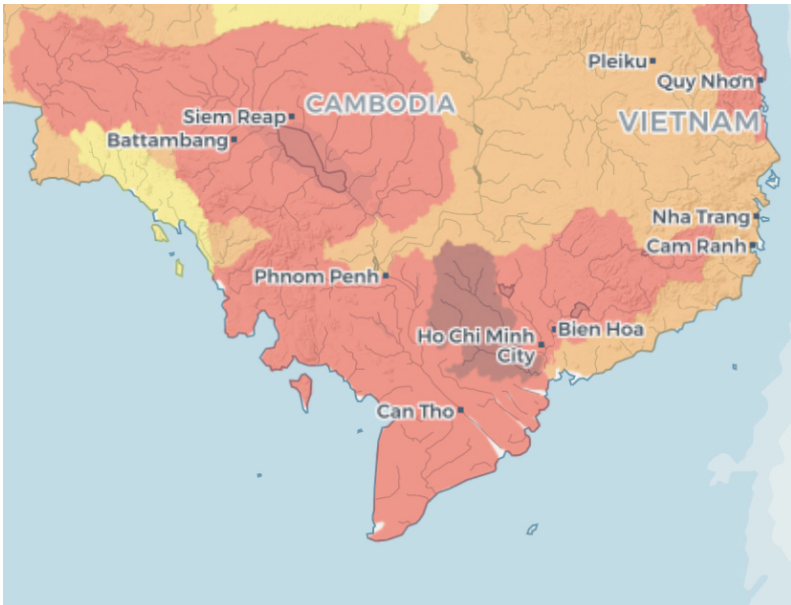 Pleiku
Quy Nhơn
CAMBODIA
Siem Reap
VIETNAM
Battambang
Nha Trang
Cam Ranh
Phnom Penh
Bien Hoa
Ho Chi Minh
City
Can Tho